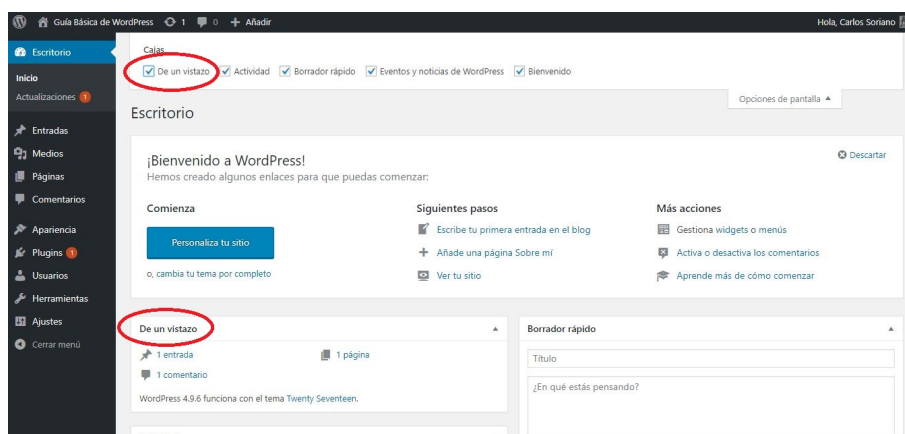 Guía Básica de WordPress 1 0 + Añadir Hola, Carlos Soriano
Escritorio
Inicio
Actualizaciones 1
Entradas
Medios
Páginas
Comentarios
Apariencia
Plugins 1
Usuarios
Herramientas
Ajustes
Cerrar menú
Cajas
De un vistazo Actividad Borrador rápido Eventos y noticias de WordPress Bienvenido
Opciones de pantalla
Escritorio
¡Bienvenido a WordPress!
Descartar
Hemos creado algunos enlaces para que puedas comenzar:
Comienza
Personaliza tu sitio
o, cambia tu tema por completo
Siguientes pasos
Escribe tu primera entrada en el blog
Añade una página Sobre mí
Ver tu sitio
Más acciones
Gestiona widgets o menús
Activa o desactiva los comentarios
Aprende más de cómo comenzar
De un vistazo
1 entrada 1 página
1 comentario
WordPress 4.9.6 funciona con el tema Twenty Seventeen.
Borrador rápido
Título
¿En qué estás pensando?